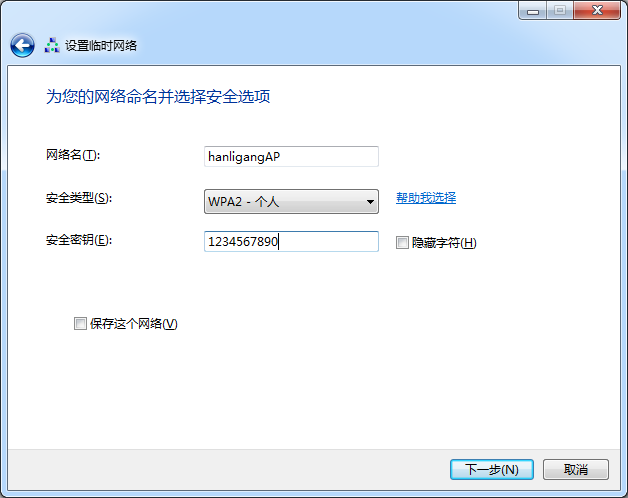 设置临时网络
为您的网络命名并选择安全选项
网络名(T):
hanligangAP
安全类型(S):
WPA2 - 个人
帮助我选择
安全密钥(E):
1234567890
隐藏字符(H)
保存这个网络(V)
下一步(N)
取消